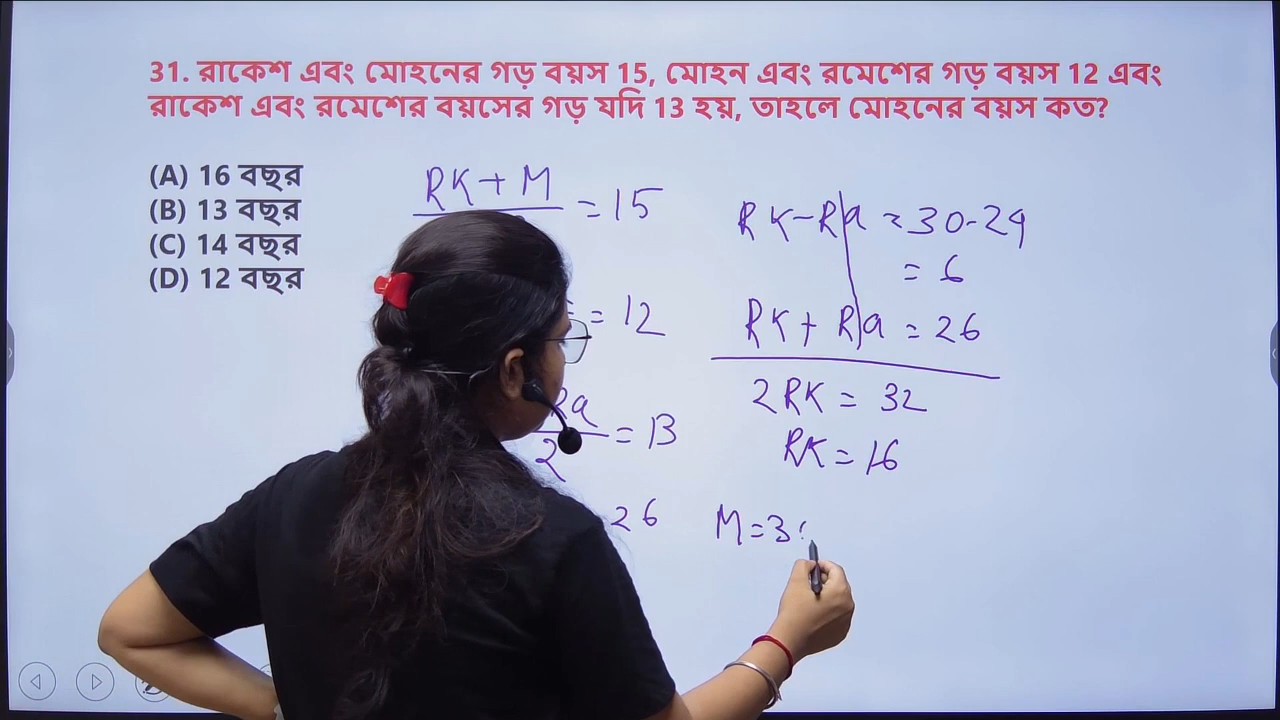 31. রাকেশ এবং মোহনের গড় বয়স 15, মোহন এবং রমেশের গড় বয়স 12 এবং
রাকেশ এবং রমেশের বয়সের গড় যদি 13 হয়, তাহলে মোহনের বয়স কত?
(A) 16 বছর
(B) 13 বছর
(C) 14 বছর
(D) 12 বছর
RK+M
= 15
= 12
Ra
2
= 13
26
RK-Ra = 30-24
= 6
RK+Ra = 26
2RK = 32
RK = 16
M = 3